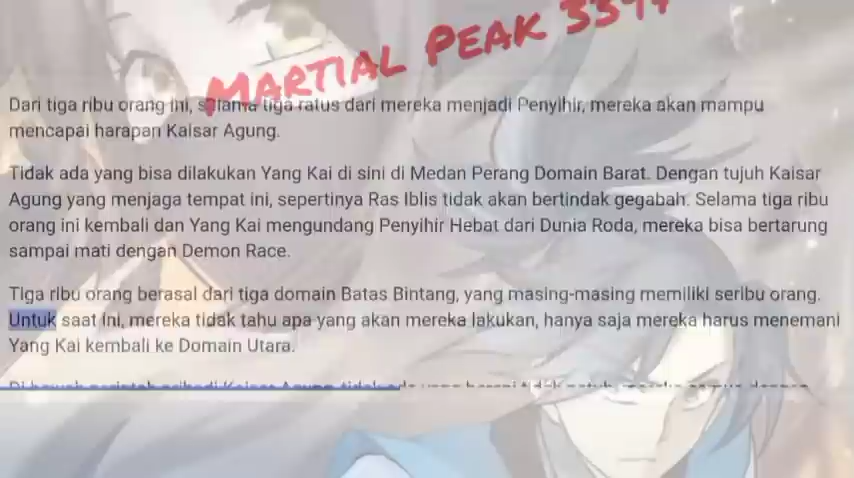 MARTIAL PEAK
Dari tiga ribu orang ini, selama tiga ratus dari mereka menjadi Penyihir, mereka akan mampu
mencapai harapan Kaisar Agung.
Tidak ada yang bisa dilakukan Yang Kai di sini di Medan Perang Domain Barat. Dengan tujuh Kaisar
Agung yang menjaga tempat ini, sepertinya Ras Iblis tidak akan bertindak gegabah. Selama tiga ribu
orang ini kembali dan Yang Kai mengundang Penyihir Hebat dari Dunia Roda, mereka bisa bertarung
sampai mati dengan Demon Race.
Tiga ribu orang berasal dari tiga domain Batas Bintang, yang masing-masing memiliki seribu orang.
Untuk saat ini, mereka tidak tahu apa yang akan mereka lakukan, hanya saja mereka harus menemani
Yang Kai kembali ke Domain Utara.